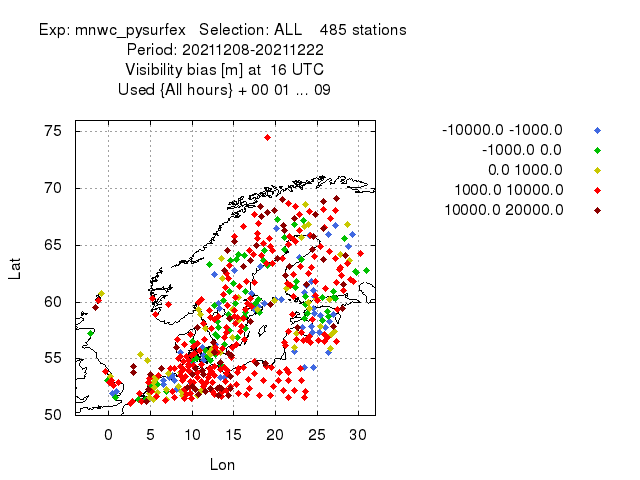 Exp: mnwc_pysurfex   Selection: ALL    485 stations
Period: 20211208-20211222
Visibility bias [m] at  16 UTC
Used {All hours} + 00 01 ... 09
-10000.0 -1000.0
-1000.0 0.0
0.0 1000.0
1000.0 10000.0
10000.0 20000.0
75
70
65
60
55
50
Lat
0 5 10 15 20 25 30
Lon